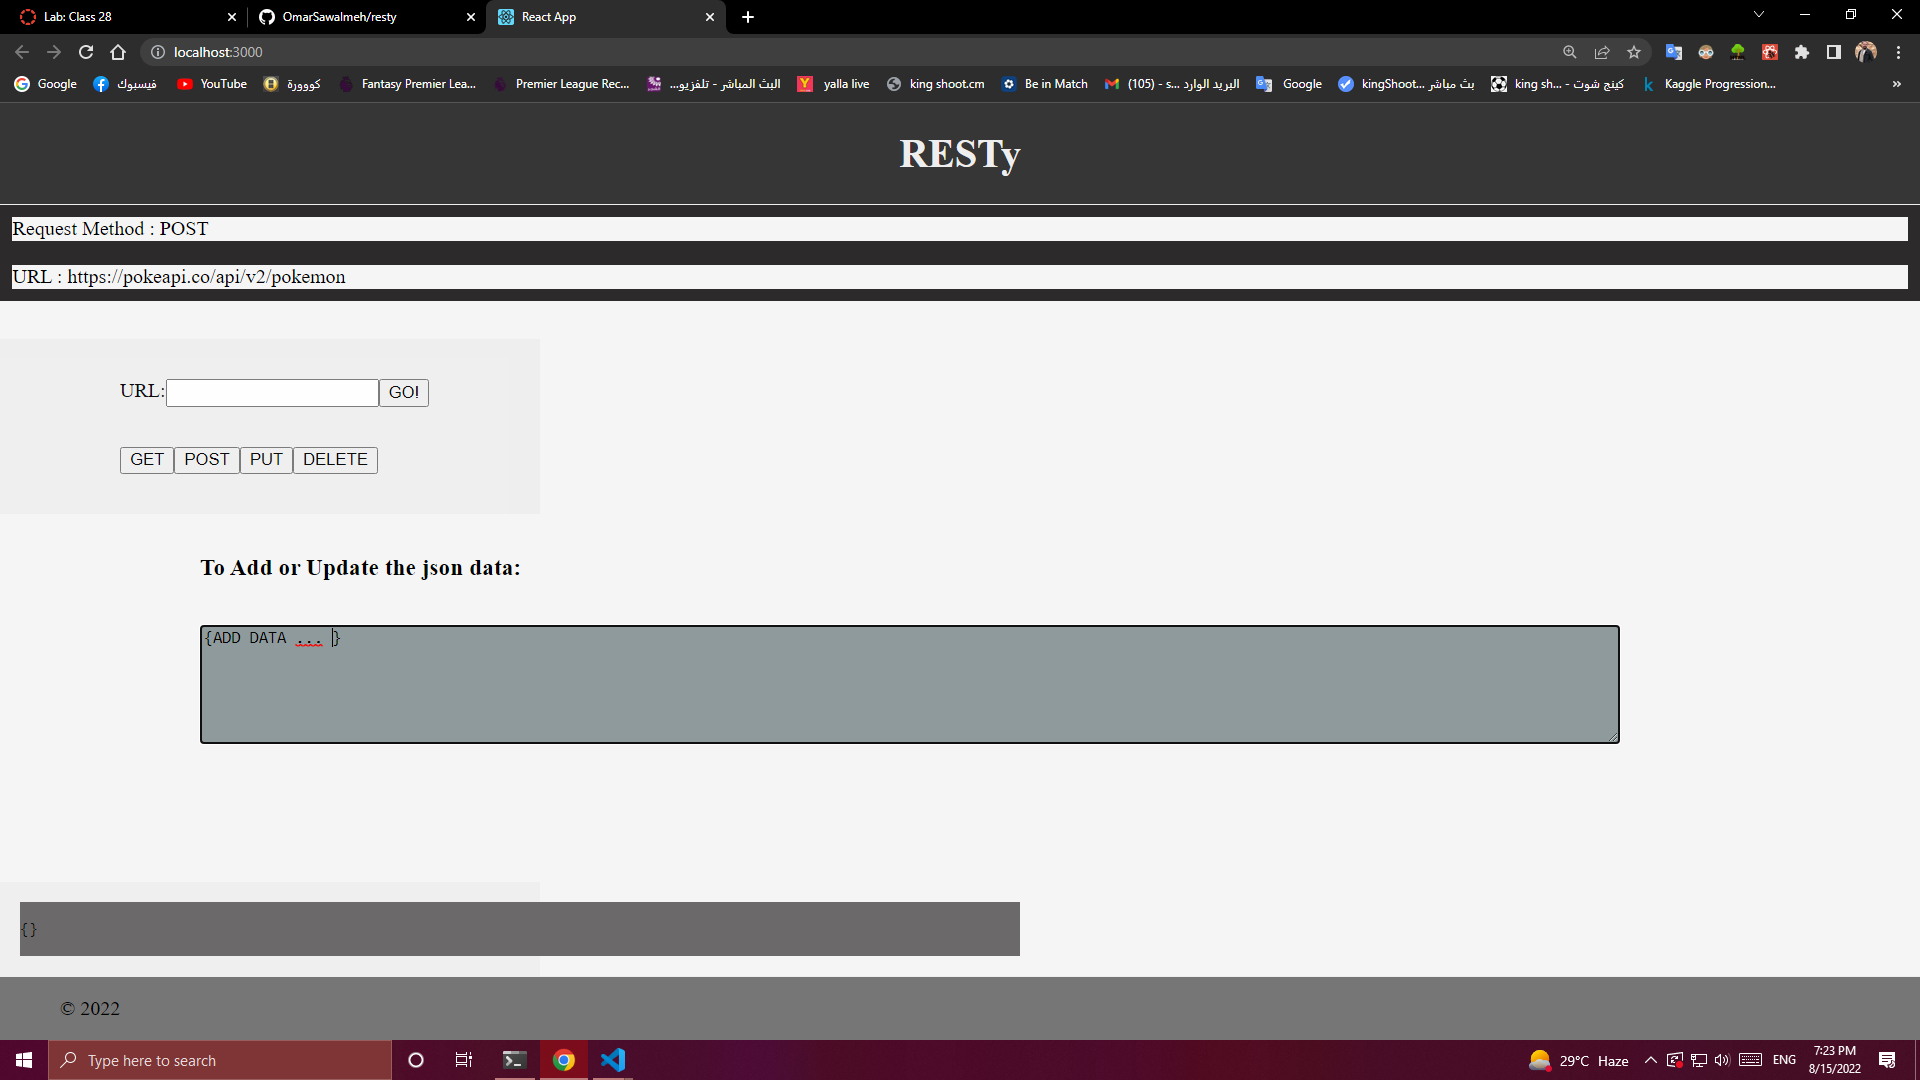 Lab: Class 28
OmarSawalmeh/resty
React App
localhost:3000
Google
فيسبوك
YouTube
كووورة
Fantasy Premier Lea...
Premier League Rec...
البث المباشر - تلفزيو...
yalla live
king shoot.cm
Be in Match
البريد الوارد (105) - s...
Google
kingShoot... بث مباشر
king sh... - كينج شوت
Kaggle Progression...
»
RESTy
Request Method : POST
URL : https://pokeapi.co/api/v2/pokemon
URL:
GO!
GET POST PUT DELETE
To Add or Update the json data:
{ADD DATA ... }
{}
© 2022
Type here to search
29°C Haze
ENG
7:23 PM
8/15/2022